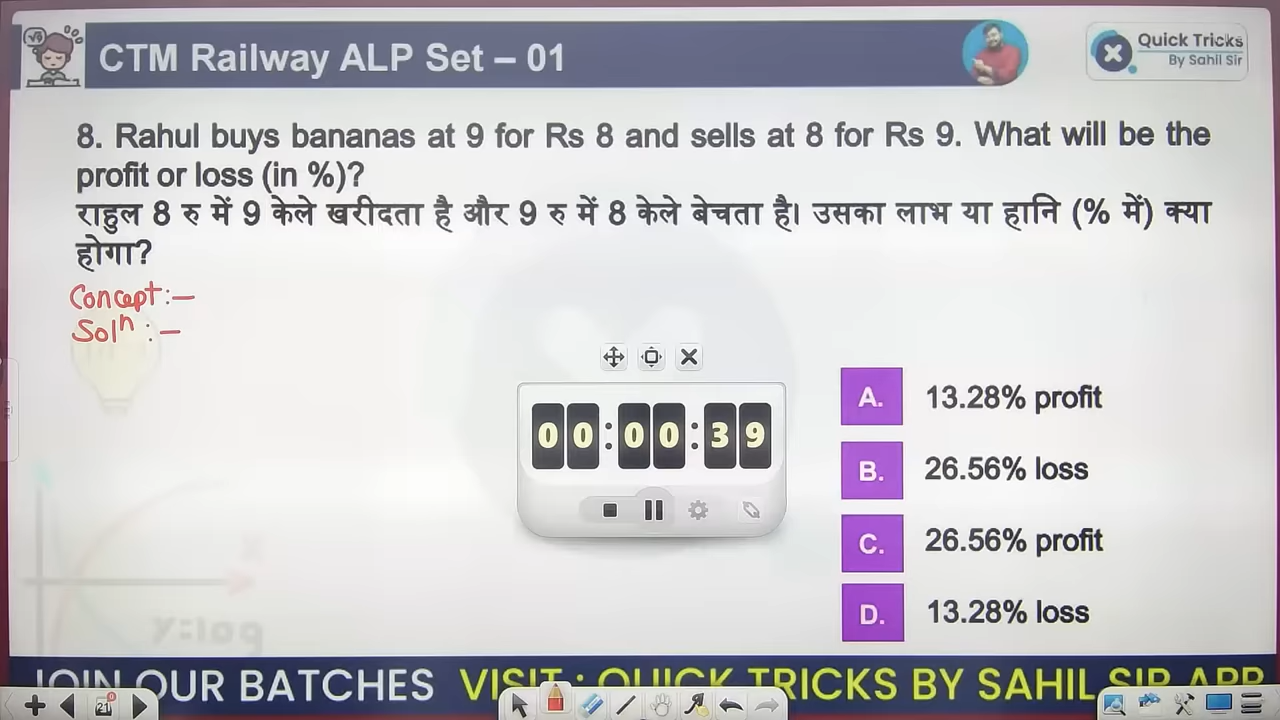 CTM Railway ALP Set – 01
Quick Tricks
By Sahil Sir
8. Rahul buys bananas at 9 for Rs 8 and sells at 8 for Rs 9. What will be the
profit or loss (in %)?
राहुल 8 रु में 9 केले खरीदता है और 9 रु में 8 केले बेचता है। उसका लाभ या हानि (% में) क्या
होगा?
Concept:–
Solⁿ :–
00:00:39
A. 13.28% profit
B. 26.56% loss
C. 26.56% profit
D. 13.28% loss
y=log
JOIN OUR BATCHES VISIT : QUICK TRICKS BY SAHIL SIR APP
21